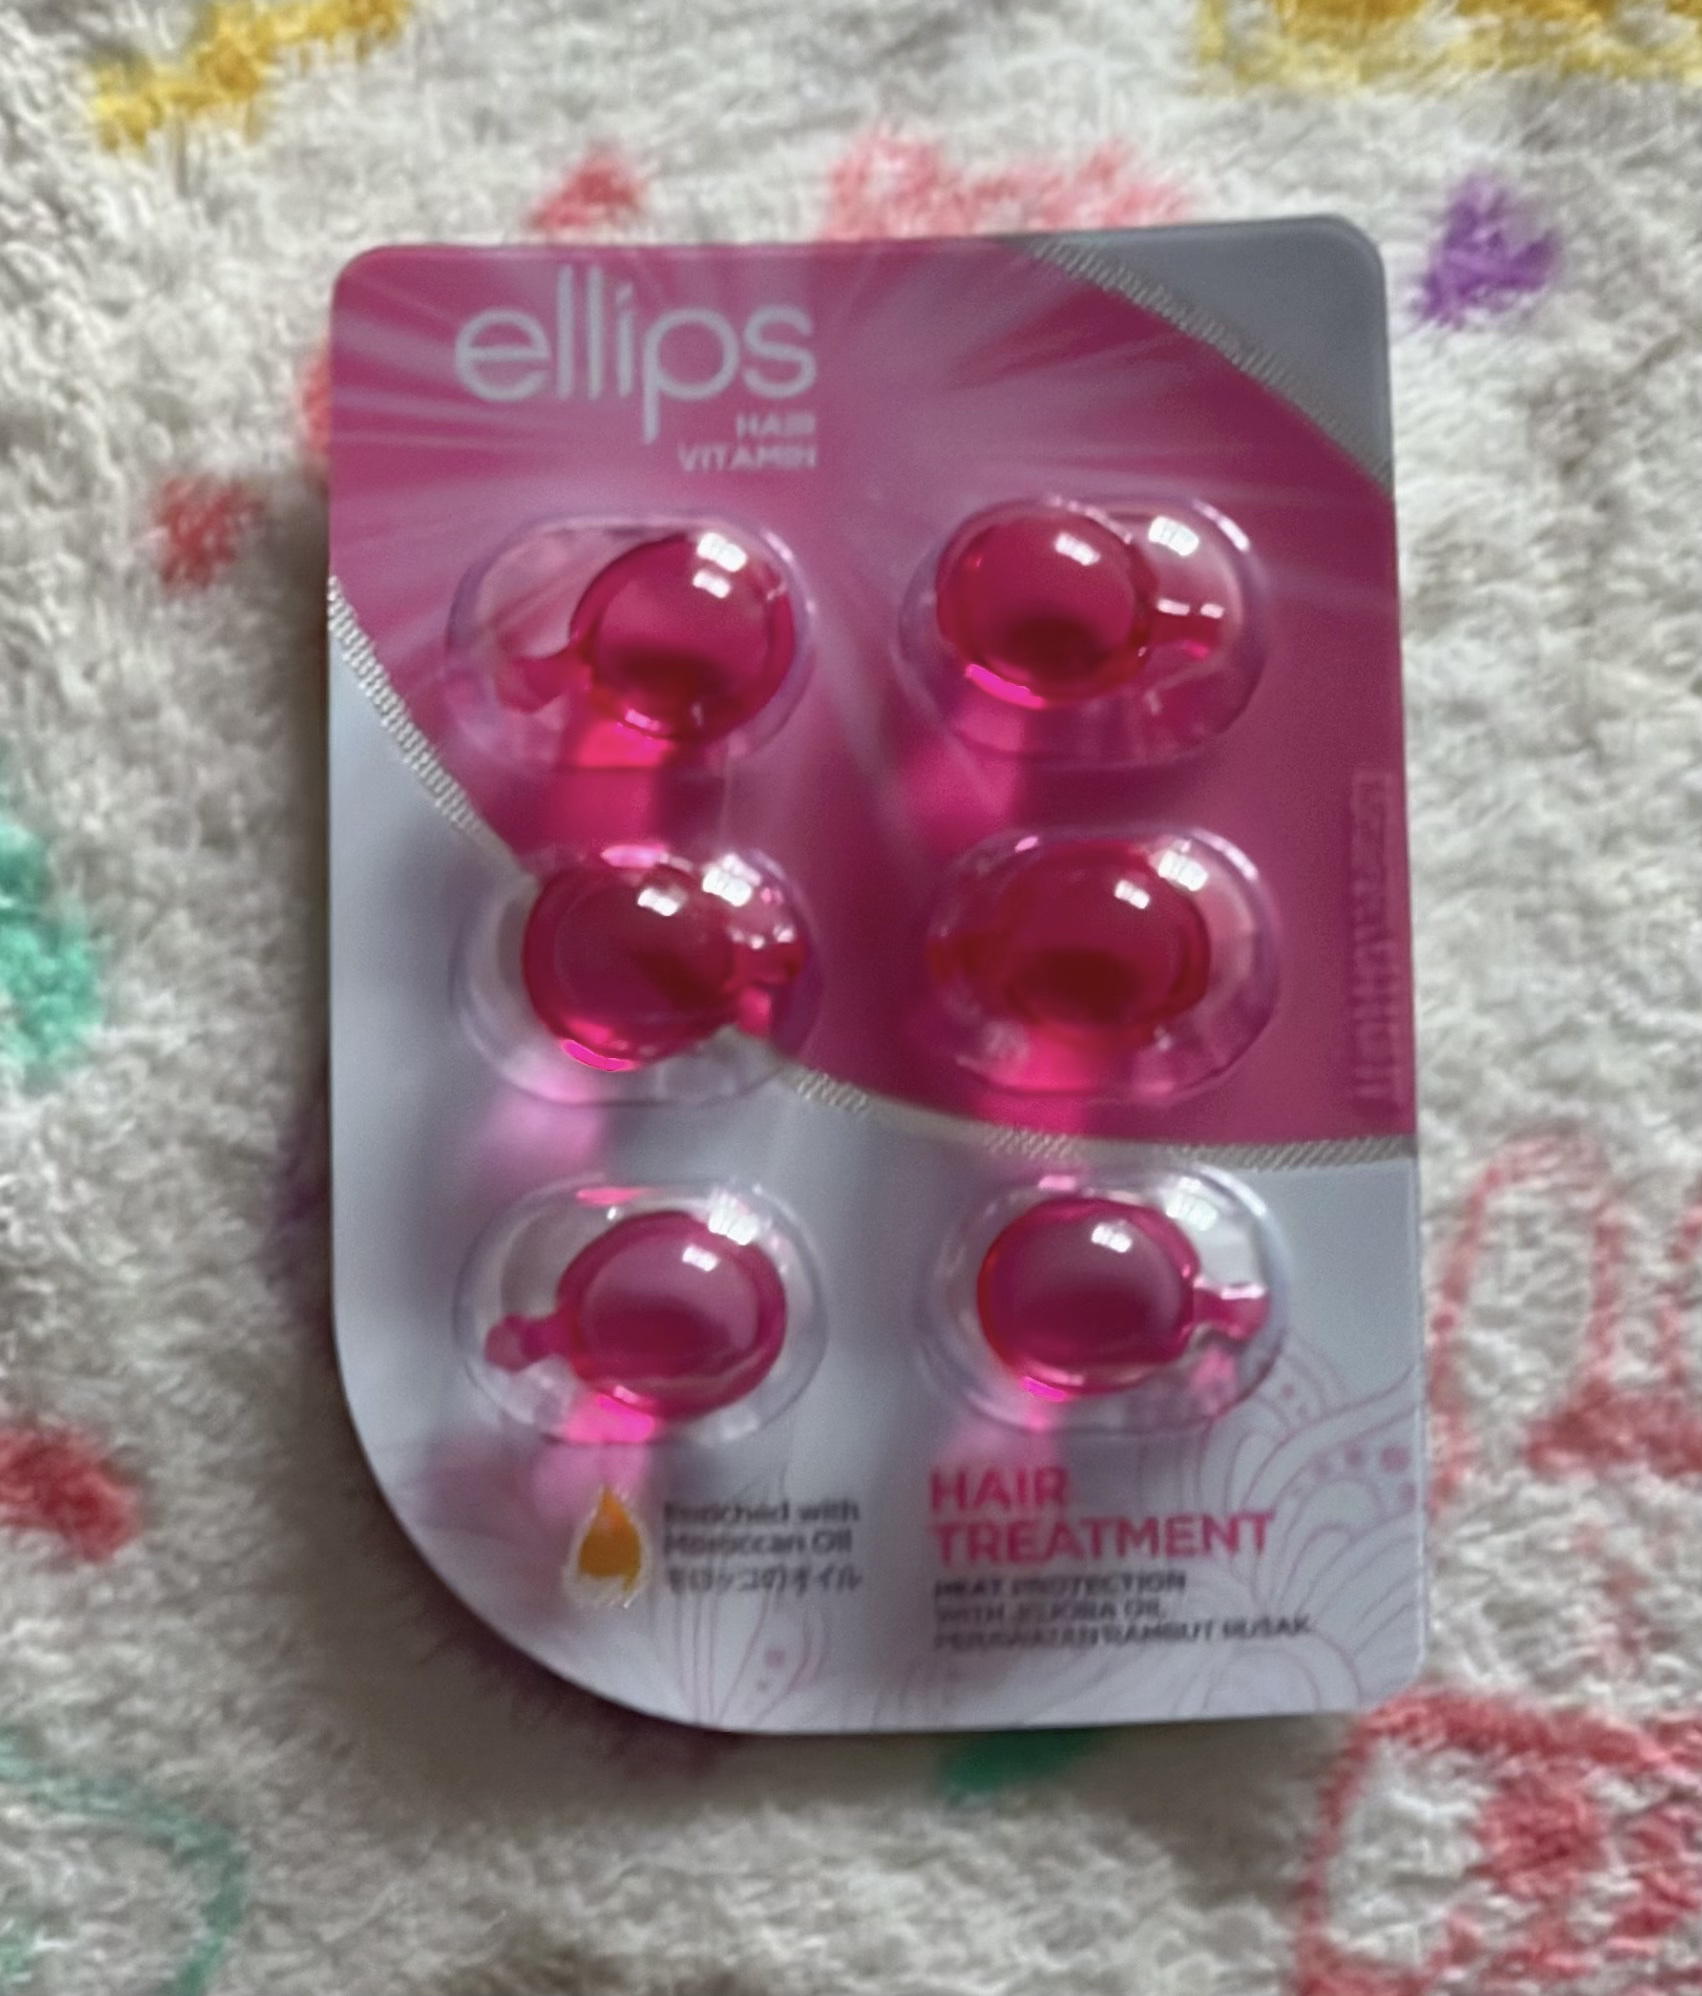 ellips
HAIR
VITAMIN
Enriched with
Moroccan Oil
モロッコのオイル
HAIR
TREATMENT
HEAT PROTECTION
WITH JOJOBA OIL
PERAWATAN RAMBUT RUSAK